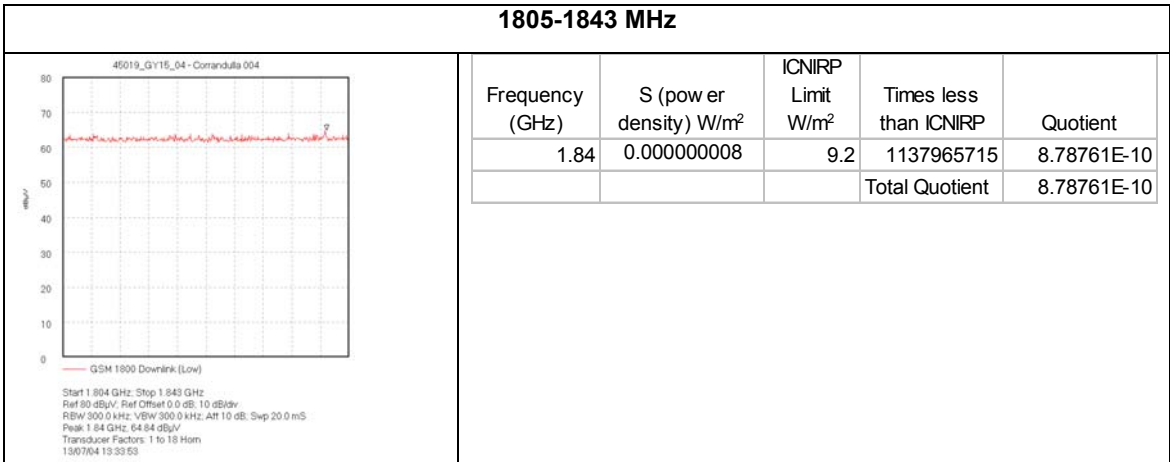 1805-1843 MHz
45019_GY15_04 - Corrandulla 004
80
70
60
50
40
30
20
10
0
dBµV
GSM 1800 Downlink (Low)
Start 1.804 GHz; Stop 1.843 GHz
Ref 80 dBµV; Ref Offset 0.0 dB; 10 dB/div
RBW 300.0 kHz; VBW 300.0 kHz; Att 10 dB; Swp 20.0 mS
Peak 1.84 GHz, 64.84 dBµV
Transducer Factors: 1 to 18 Horn
13/07/04 13:33:53
Frequency (GHz) S (pow er density) W/m² ICNIRP Limit W/m² Times less than ICNIRP Quotient
1.84 0.000000008 9.2 1137965715 8.78761E-10
Total Quotient 8.78761E-10